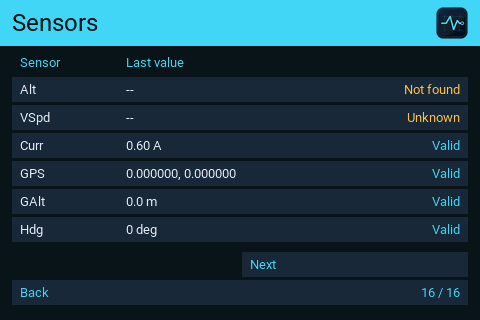 Sensors
Sensor Last value
Alt -- Not found
VSpd -- Unknown
Curr 0.60 A Valid
GPS 0.000000, 0.000000 Valid
GAlt 0.0 m Valid
Hdg 0 deg Valid
Next
Back 16 / 16